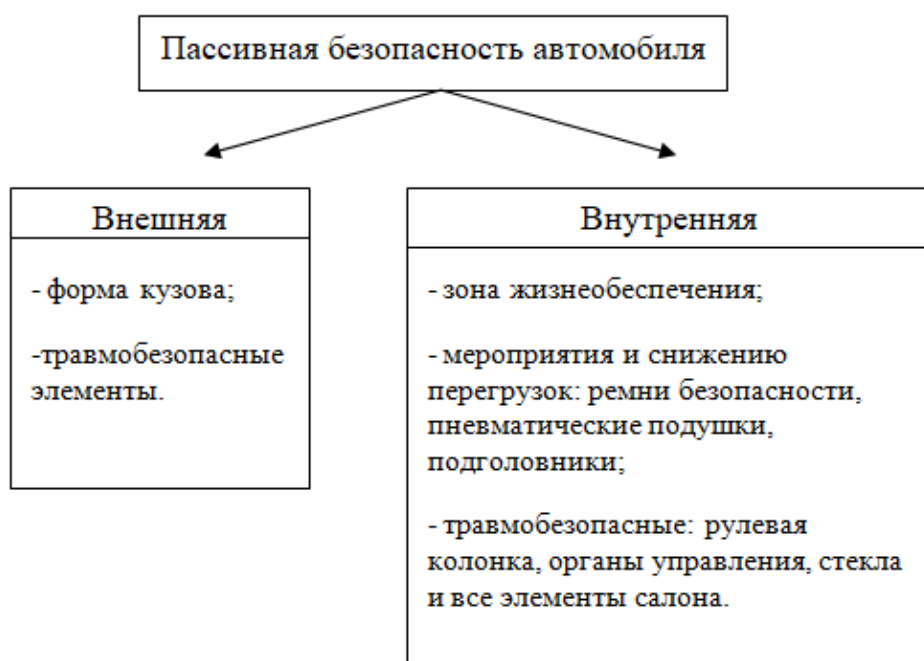 Пассивная безопасность автомобиля
Внешняя
- форма кузова;
-травмобезопасные
элементы.
Внутренняя
- зона жизнеобеспечения;
- мероприятия и снижению
перегрузок: ремни безопасности,
пневматические подушки,
подголовники;
- травмобезопасные: рулевая
колонка, органы управления, стекла
и все элементы салона.